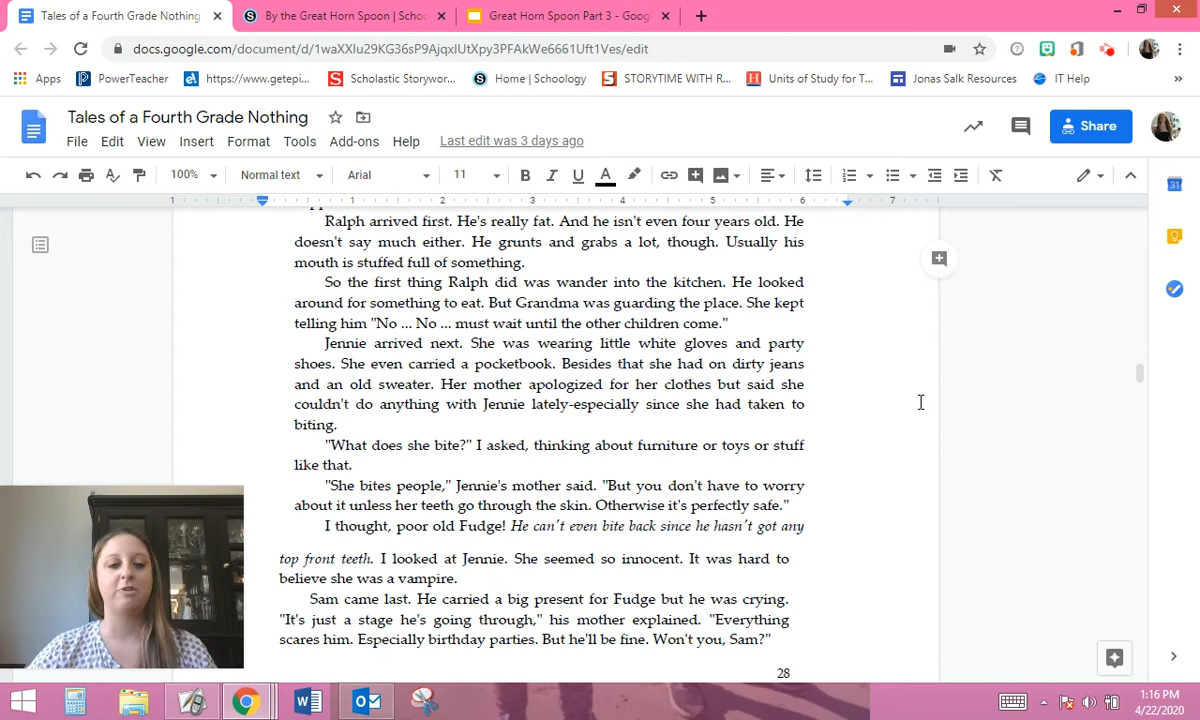 Tales of a Fourth Grade Nothing
By the Great Horn Spoon | Schoo
Great Horn Spoon Part 3 - Goog
docs.google.com/document/d/1waXXlu29KG36sP9AjqxlUtXpy3PFAkWe6661Uft1Ves/edit
Apps
PowerTeacher
https://www.getepi...
Scholastic Storywor...
Home | Schoology
STORYTIME WITH R...
Units of Study for T...
Jonas Salk Resources
IT Help
Tales of a Fourth Grade Nothing
Share
File Edit View Insert Format Tools Add-ons Help Last edit was 3 days ago
100% Normal text Arial 11
1 1 2 3 4 5 6 7
Ralph arrived first. He's really fat. And he isn't even four years old. He
doesn't say much either. He grunts and grabs a lot, though. Usually his
mouth is stuffed full of something.
So the first thing Ralph did was wander into the kitchen. He looked
around for something to eat. But Grandma was guarding the place. She kept
telling him "No ... No ... must wait until the other children come."
Jennie arrived next. She was wearing little white gloves and party
shoes. She even carried a pocketbook. Besides that she had on dirty jeans
and an old sweater. Her mother apologized for her clothes but said she
couldn't do anything with Jennie lately-especially since she had taken to
biting.
"What does she bite?" I asked, thinking about furniture or toys or stuff
like that.
"She bites people," Jennie's mother said. "But you don't have to worry
about it unless her teeth go through the skin. Otherwise it's perfectly safe."
I thought, poor old Fudge! He can't even bite back since he hasn't got any
top front teeth. I looked at Jennie. She seemed so innocent. It was hard to
believe she was a vampire.
Sam came last. He carried a big present for Fudge but he was crying.
"It's just a stage he's going through," his mother explained. "Everything
scares him. Especially birthday parties. But he'll be fine. Won't you, Sam?"
28
1:16 PM
4/22/2020